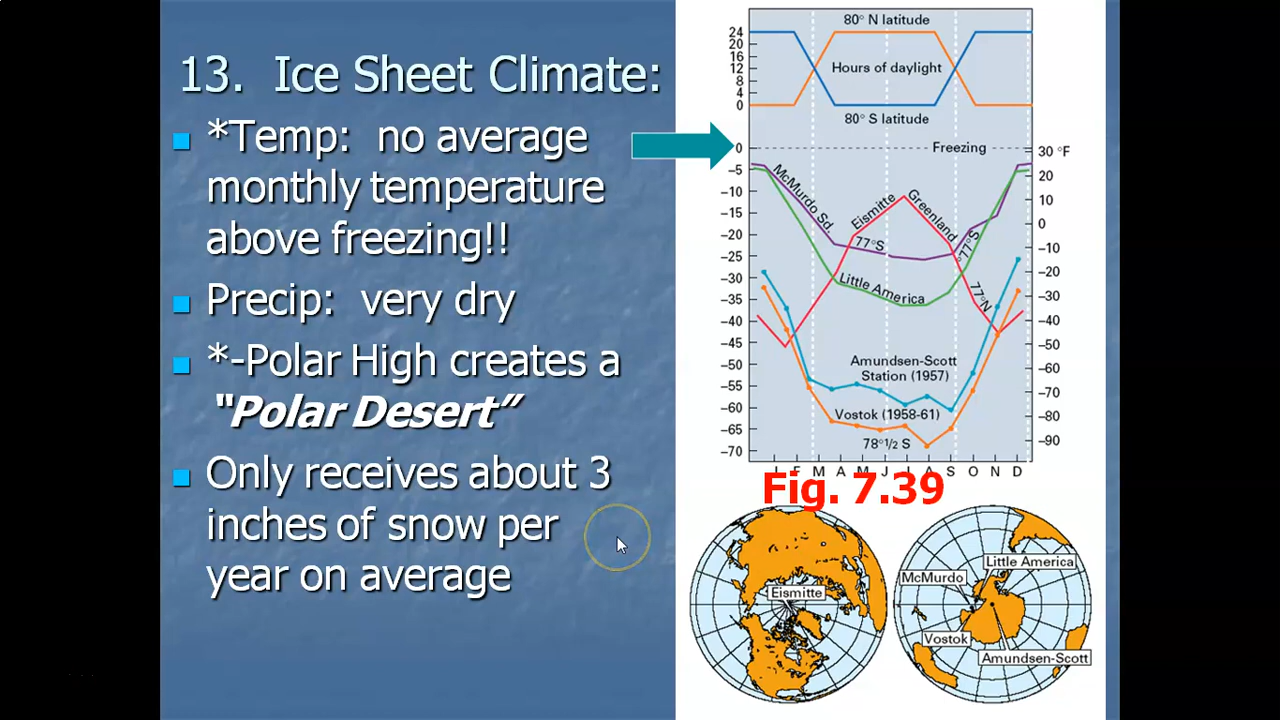 13. Ice Sheet Climate:
*Temp: no average
monthly temperature
above freezing!!
Precip: very dry
*-Polar High creates a
“Polar Desert”
Only receives about 3
inches of snow per
year on average
80° N latitude
24
20
16
12
8
4
0
Hours of daylight
80° S latitude
0
Freezing
30 °F
-5
20
-10
10
-15
0
-20
-10
-25
-20
-30
-30
-35
-40
-40
-50
-45
-60
-50
-70
-55
-80
-60
-90
-65
-70
McMurdo Sd.
77°S
Eismitte
Greenland
77°N
Little America
77°S
Amundsen-Scott
Station (1957)
Vostok (1958-61)
78°1/2 S
J F M A M J J A S O N D
Fig. 7.39
Eismitte
Little America
McMurdo
Vostok
Amundsen-Scott